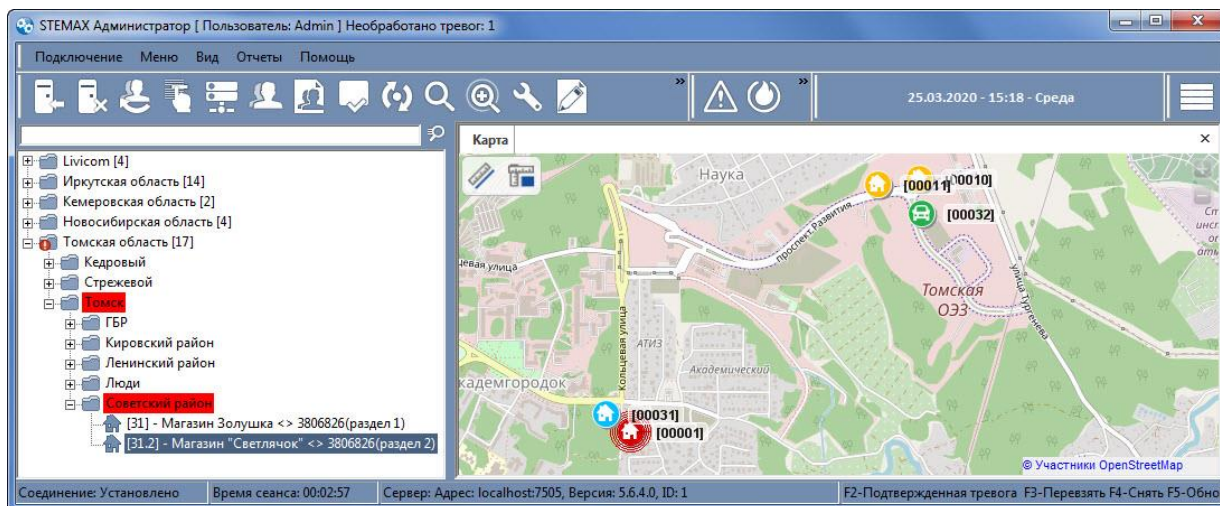 STEMAX Администратор [ Пользователь: Admin ] Необработано тревог: 1
Подключение Меню Вид Отчеты Помощь
25.03.2020 - 15:18 - Среда
Карта
Livicom [4]
Иркутская область [14]
Кемеровская область [2]
Новосибирская область [4]
Томская область [17]
Кедровый
Стрежевой
Томск
ГБР
Кировский район
Ленинский район
Люди
Советский район
[31] - Магазин Золушка <> 3806826(раздел 1)
[31.2] - Магазин "Светлячок" <> 3806826(раздел 2)
Наука
[00011]
00010]
[00032]
проспект Развития
цевая улица
Томская
ОЭЗ
улица Тургенева
Кольцевая улица
АТИЗ
Академический
кадемгородок
[00031]
[00001]
Ст
инс
о
© Участники OpenStreetMap
Соединение: Установлено Время сеанса: 00:02:57 Сервер: Адрес: localhost:7505, Версия: 5.6.4.0, ID: 1 F2-Подтвержденная тревога F3-Перевзять F4-Снять F5-Обно